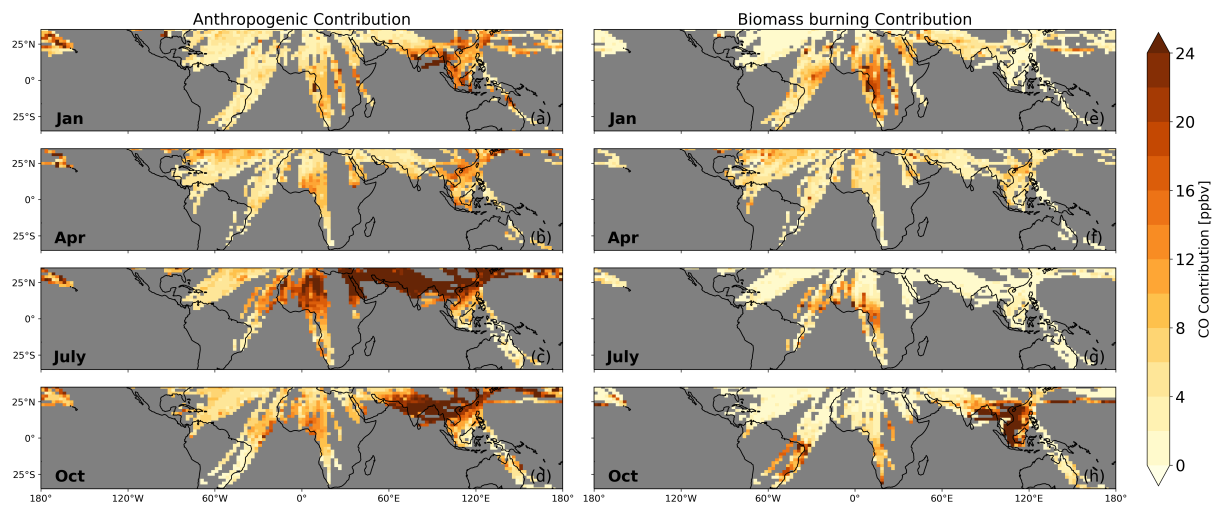 Anthropogenic Contribution
Biomass burning Contribution
25°N
0°
25°S
Jan
(a)
Jan
(e)
25°N
0°
25°S
Apr
(b)
Apr
(f)
25°N
0°
25°S
July
(c)
July
(g)
25°N
0°
25°S
Oct
(d)
Oct
(h)
180° 120°W 60°W 0° 60°E 120°E 180°
180° 120°W 60°W 0° 60°E 120°E 180°
24
20
16
12
8
4
0
CO Contribution [ppbv]